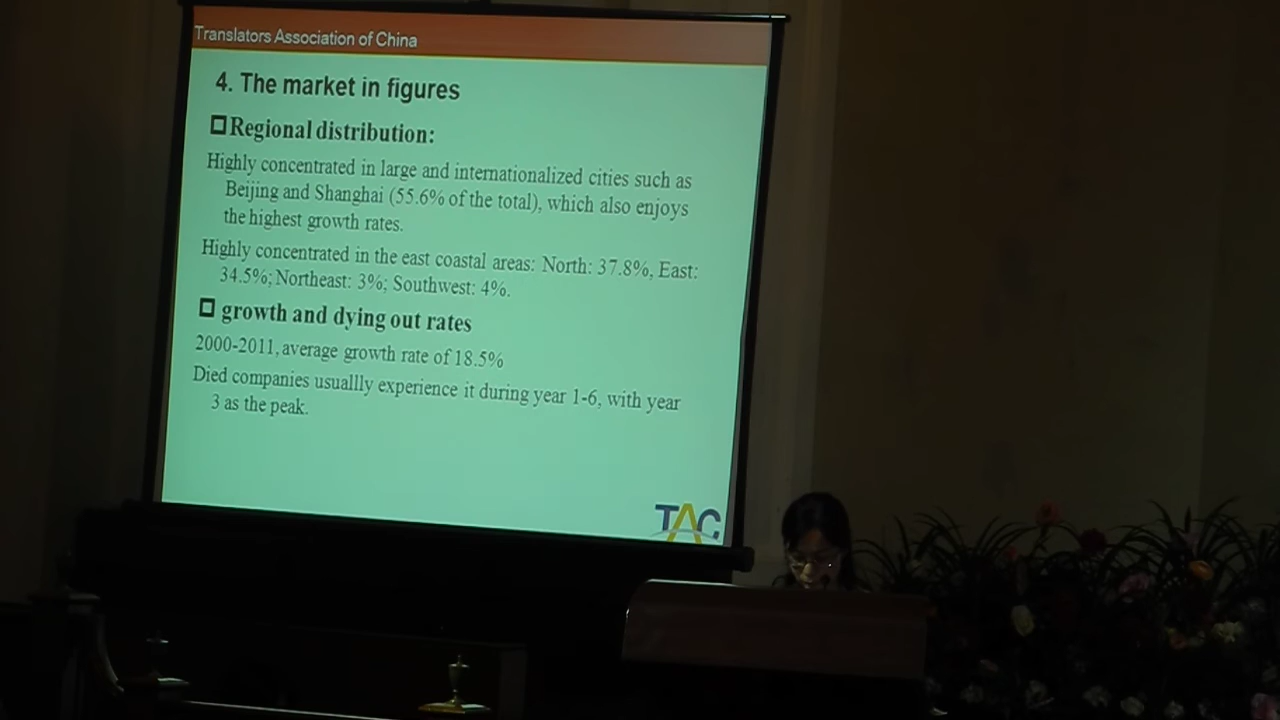 Translators Association of China
4. The market in figures
Regional distribution:
Highly concentrated in large and internationalized cities such as
Beijing and Shanghai (55.6% of the total), which also enjoys
the highest growth rates.
Highly concentrated in the east coastal areas: North: 37.8%, East:
34.5%; Northeast: 3%; Southwest: 4%.
growth and dying out rates
2000-2011, average growth rate of 18.5%
Died companies usuallly experience it during year 1-6, with year
3 as the peak.
TAC